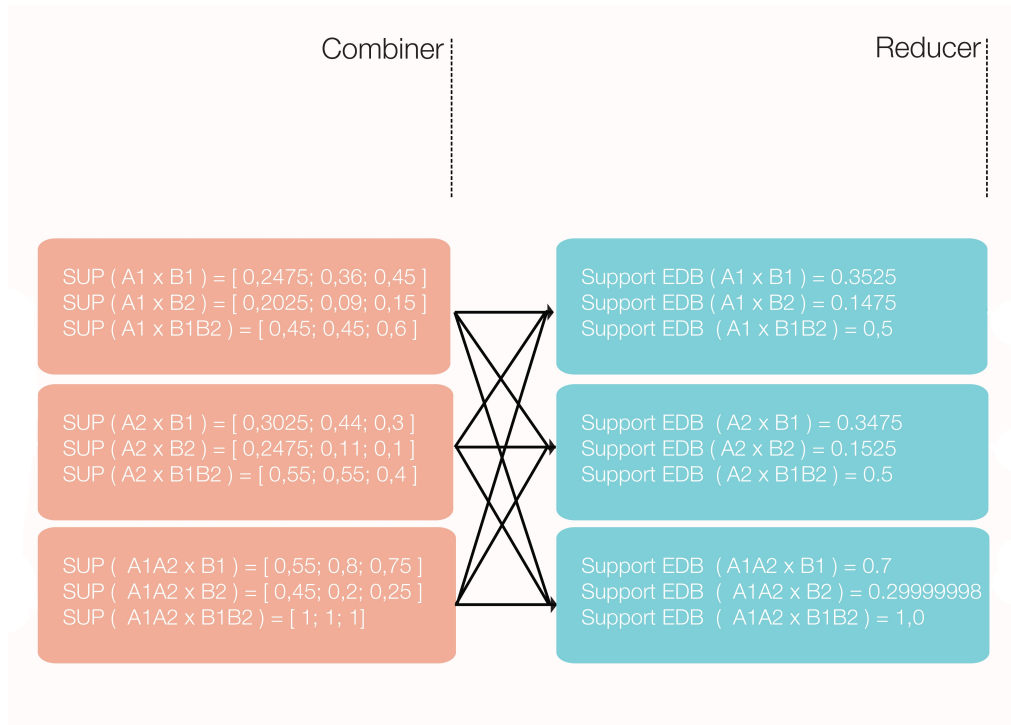 Combiner
Reducer
SUP ( A1 x B1 ) = [ 0,2475; 0,36; 0,45 ]
SUP ( A1 x B2 ) = [ 0,2025; 0,09; 0,15 ]
SUP ( A1 x B1B2 ) = [ 0,45; 0,45; 0,6 ]
Support EDB ( A1 x B1 ) = 0.3525
Support EDB ( A1 x B2 ) = 0.1475
Support EDB ( A1 x B1B2 ) = 0,5
SUP ( A2 x B1 ) = [ 0,3025; 0,44; 0,3 ]
SUP ( A2 x B2 ) = [ 0,2475; 0,11; 0,1 ]
SUP ( A2 x B1B2 ) = [ 0,55; 0,55; 0,4 ]
Support EDB ( A2 x B1 ) = 0.3475
Support EDB ( A2 x B2 ) = 0.1525
Support EDB ( A2 x B1B2 ) = 0.5
SUP ( A1A2 x B1 ) = [ 0,55; 0,8; 0,75 ]
SUP ( A1A2 x B2 ) = [ 0,45; 0,2; 0,25 ]
SUP ( A1A2 x B1B2 ) = [ 1; 1; 1]
Support EDB ( A1A2 x B1 ) = 0.7
Support EDB ( A1A2 x B2 ) = 0.29999998
Support EDB ( A1A2 x B1B2 ) = 1,0